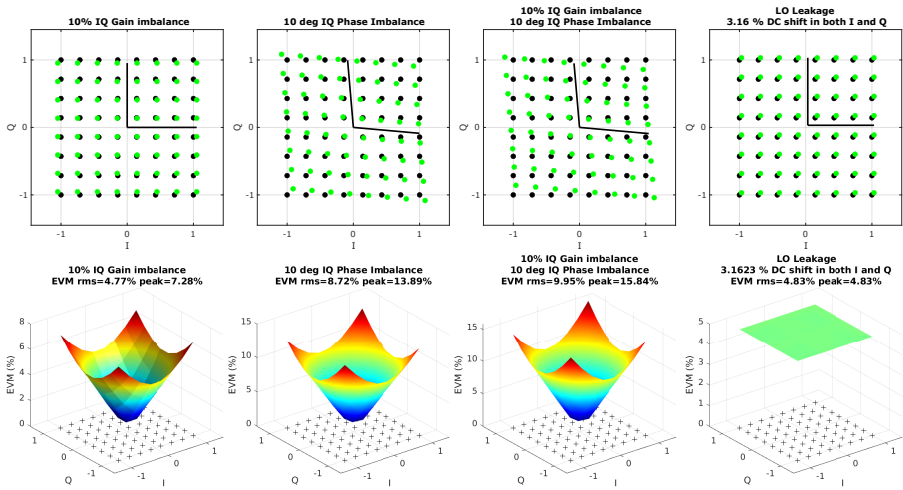 10% IQ Gain imbalance
10 deg IQ Phase Imbalance
10% IQ Gain imbalance
10 deg IQ Phase Imbalance
LO Leakage
3.16 % DC shift in both I and Q
1
0
-1
Q
-1
0
1
I
1
0
-1
Q
-1
0
1
I
1
0
-1
Q
-1
0
1
I
1
0
-1
Q
-1
0
1
I
10% IQ Gain imbalance
EVM rms=4.77% peak=7.28%
10 deg IQ Phase Imbalance
EVM rms=8.72% peak=13.89%
10% IQ Gain imbalance
10 deg IQ Phase Imbalance
EVM rms=9.95% peak=15.84%
LO Leakage
3.1623 % DC shift in both I and Q
EVM rms=4.83% peak=4.83%
8
6
4
2
0
EVM (%)
1
0
-1
Q
-1
0
1
I
15
10
5
0
EVM (%)
1
0
-1
Q
-1
0
1
I
15
10
5
0
EVM (%)
1
0
-1
Q
-1
0
1
I
5
4
3
2
1
0
EVM (%)
1
0
-1
Q
-1
0
1
I